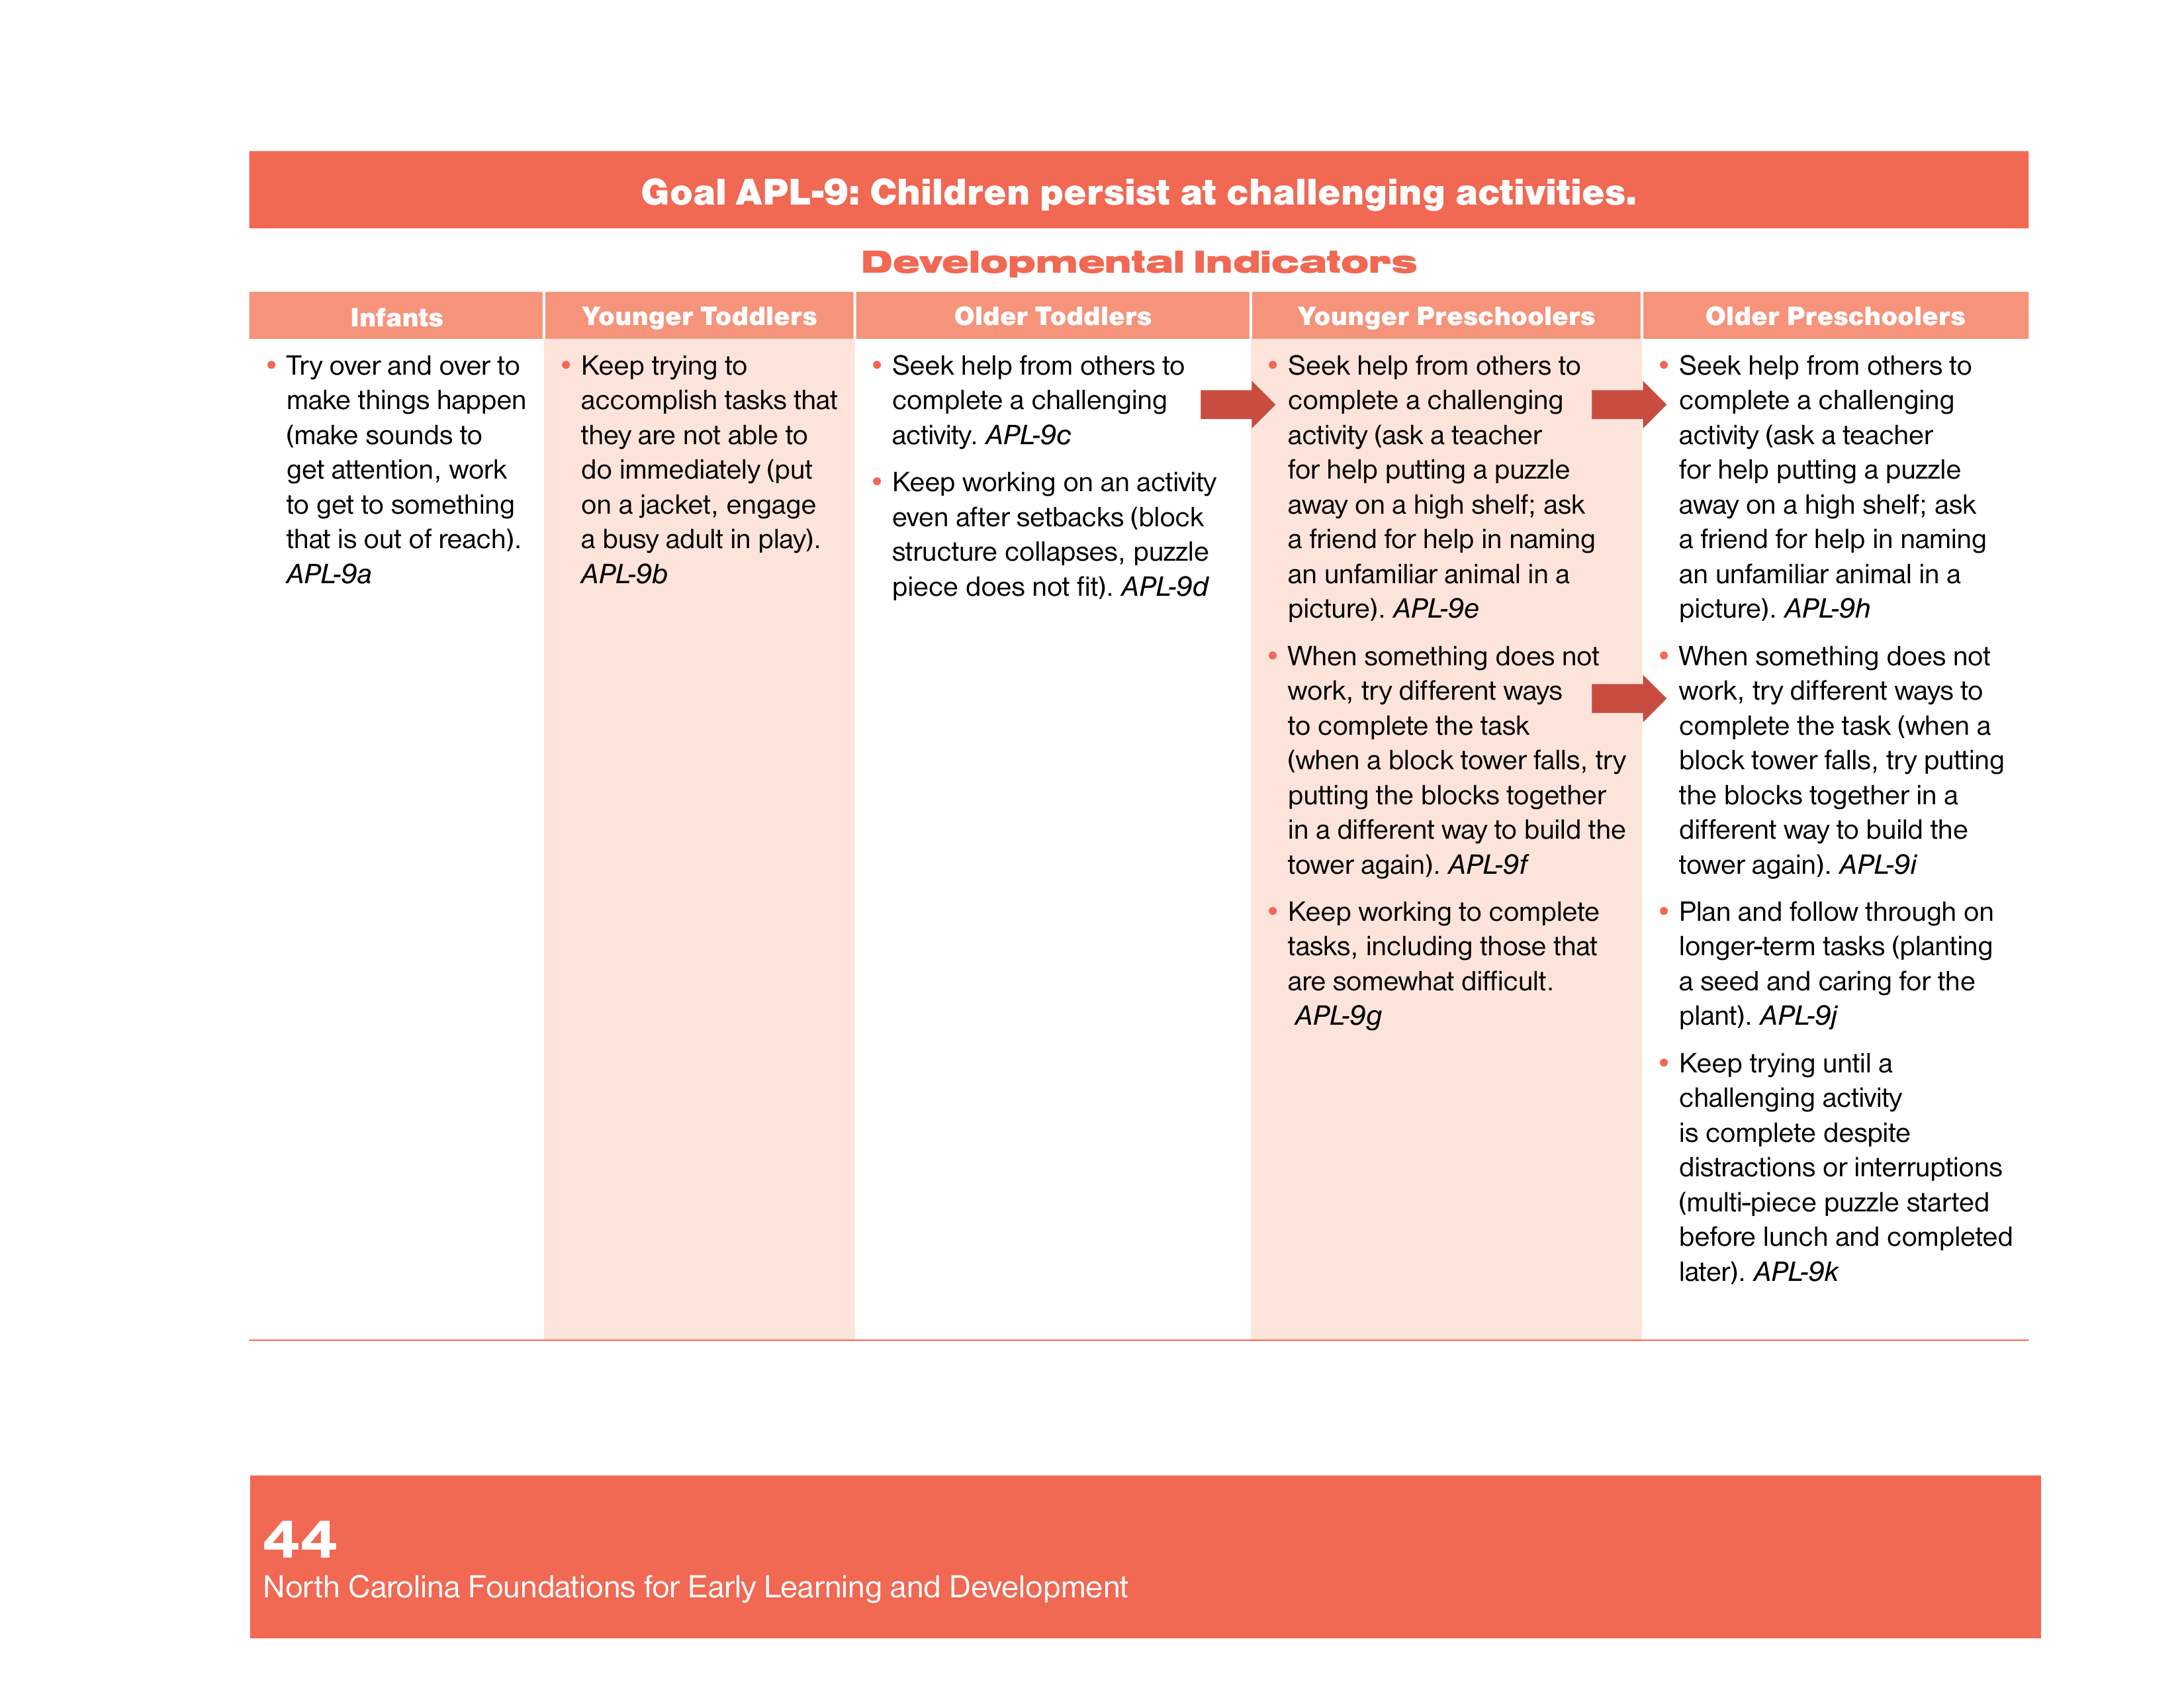 Goal APL-9: Children persist at challenging activities.
Developmental Indicators
Infants
• Try over and over to
make things happen
(make sounds to
get attention, work
to get to something
that is out of reach).
APL-9a
Younger Toddlers
• Keep trying to
accomplish tasks that
they are not able to
do immediately (put
on a jacket, engage
a busy adult in play).
APL-9b
Older Toddlers
• Seek help from others to
complete a challenging
activity. APL-9c
• Keep working on an activity
even after setbacks (block
structure collapses, puzzle
piece does not fit). APL-9d
Younger Preschoolers
• Seek help from others to
complete a challenging
activity (ask a teacher
for help putting a puzzle
away on a high shelf; ask
a friend for help in naming
an unfamiliar animal in a
picture). APL-9e
• When something does not
work, try different ways
to complete the task
(when a block tower falls, try
putting the blocks together
in a different way to build the
tower again). APL-9f
• Keep working to complete
tasks, including those that
are somewhat difficult.
APL-9g
Older Preschoolers
• Seek help from others to
complete a challenging
activity (ask a teacher
for help putting a puzzle
away on a high shelf; ask
a friend for help in naming
an unfamiliar animal in a
picture). APL-9h
• When something does not
work, try different ways to
complete the task (when a
block tower falls, try putting
the blocks together in a
different way to build the
tower again). APL-9i
• Plan and follow through on
longer-term tasks (planting
a seed and caring for the
plant). APL-9j
• Keep trying until a
challenging activity
is complete despite
distractions or interruptions
(multi-piece puzzle started
before lunch and completed
later). APL-9k
44
North Carolina Foundations for Early Learning and Development